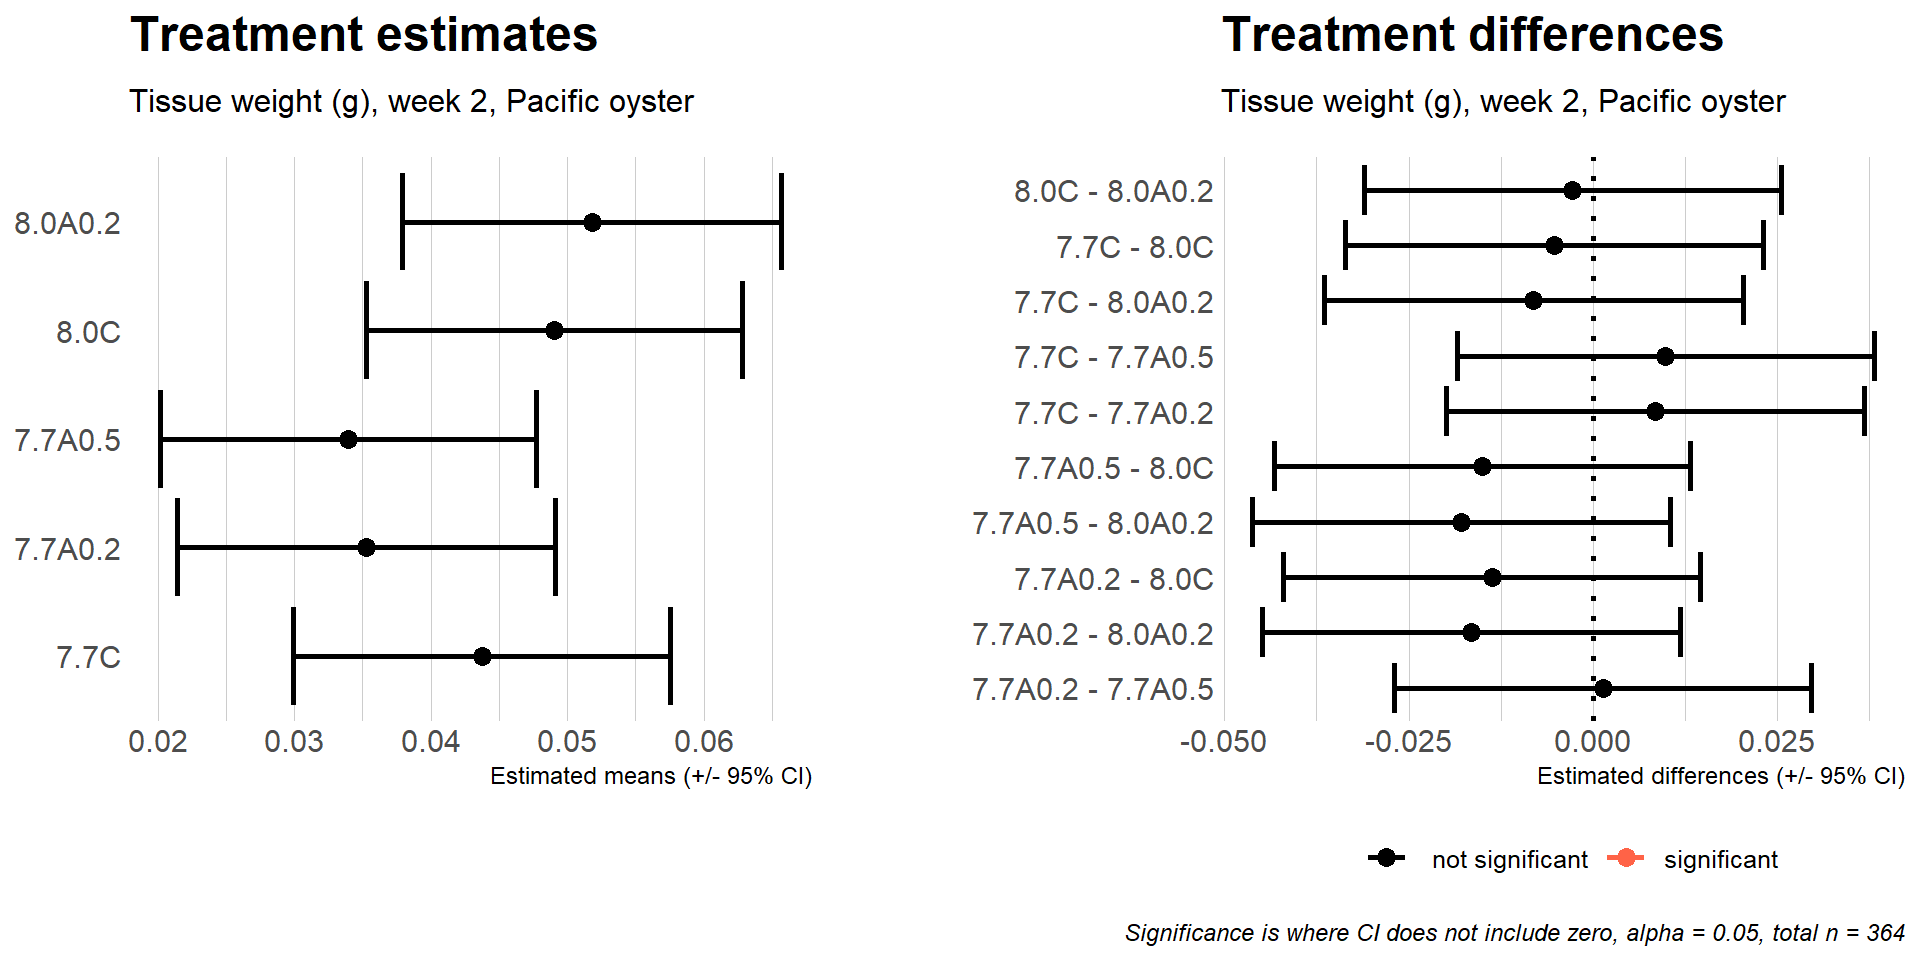 Treatment estimates
Tissue weight (g), week 2, Pacific oyster
8.0A0.2
8.0C
7.7A0.5
7.7A0.2
7.7C
0.02 0.03 0.04 0.05 0.06
Estimated means (+/- 95% CI)
Treatment differences
Tissue weight (g), week 2, Pacific oyster
8.0C - 8.0A0.2
7.7C - 8.0C
7.7C - 8.0A0.2
7.7C - 7.7A0.5
7.7C - 7.7A0.2
7.7A0.5 - 8.0C
7.7A0.5 - 8.0A0.2
7.7A0.2 - 8.0C
7.7A0.2 - 8.0A0.2
7.7A0.2 - 7.7A0.5
-0.050 -0.025 0.000 0.025
Estimated differences (+/- 95% CI)
not significant significant
Significance is where CI does not include zero, alpha = 0.05, total n = 364